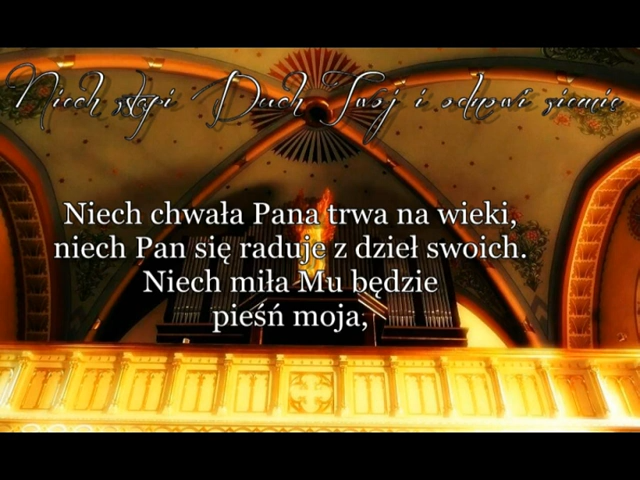 Niech zstąpi Duch Twój i odnowi ziemię
Niech chwała Pana trwa na wieki,
niech Pan się raduje z dzieł swoich.
Niech miła Mu będzie
pieśń moja,